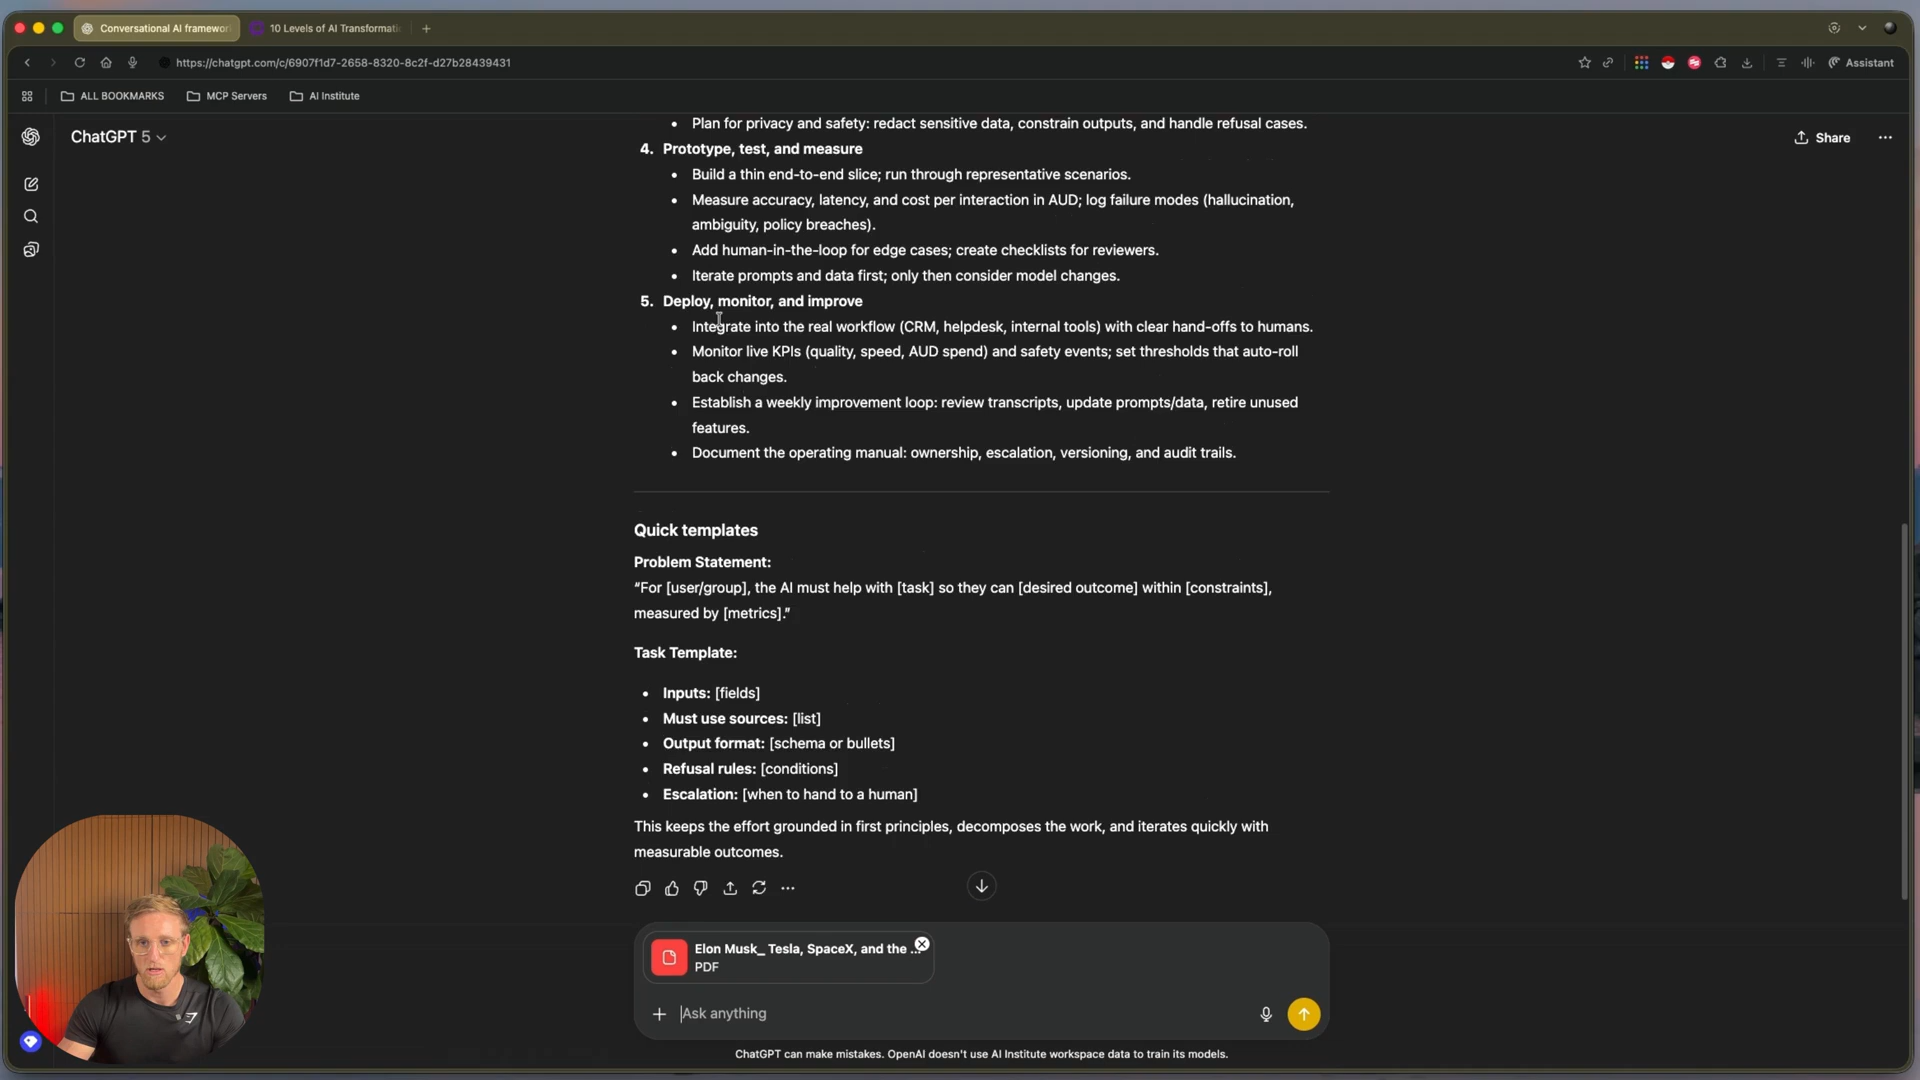 Conversational AI framewor
10 Levels of AI Transformati
https://chatgpt.com/c/6907f1d7-2658-8320-8c2f-d27b28439431
Assistant
ALL BOOKMARKS
MCP Servers
AI Institute
ChatGPT 5
Share
• Plan for privacy and safety: redact sensitive data, constrain outputs, and handle refusal cases.
4. Prototype, test, and measure
• Build a thin end-to-end slice; run through representative scenarios.
• Measure accuracy, latency, and cost per interaction in AUD; log failure modes (hallucination,
ambiguity, policy breaches).
• Add human-in-the-loop for edge cases; create checklists for reviewers.
• Iterate prompts and data first; only then consider model changes.
5. Deploy, monitor, and improve
• Integrate into the real workflow (CRM, helpdesk, internal tools) with clear hand-offs to humans.
• Monitor live KPIs (quality, speed, AUD spend) and safety events; set thresholds that auto-roll
back changes.
• Establish a weekly improvement loop: review transcripts, update prompts/data, retire unused
features.
• Document the operating manual: ownership, escalation, versioning, and audit trails.
Quick templates
Problem Statement:
“For [user/group], the AI must help with [task] so they can [desired outcome] within [constraints],
measured by [metrics].”
Task Template:
• Inputs: [fields]
• Must use sources: [list]
• Output format: [schema or bullets]
• Refusal rules: [conditions]
• Escalation: [when to hand to a human]
This keeps the effort grounded in first principles, decomposes the work, and iterates quickly with
measurable outcomes.
Elon Musk_ Tesla, SpaceX, and the ...
PDF
Ask anything
ChatGPT can make mistakes. OpenAI doesn't use AI Institute workspace data to train its models.